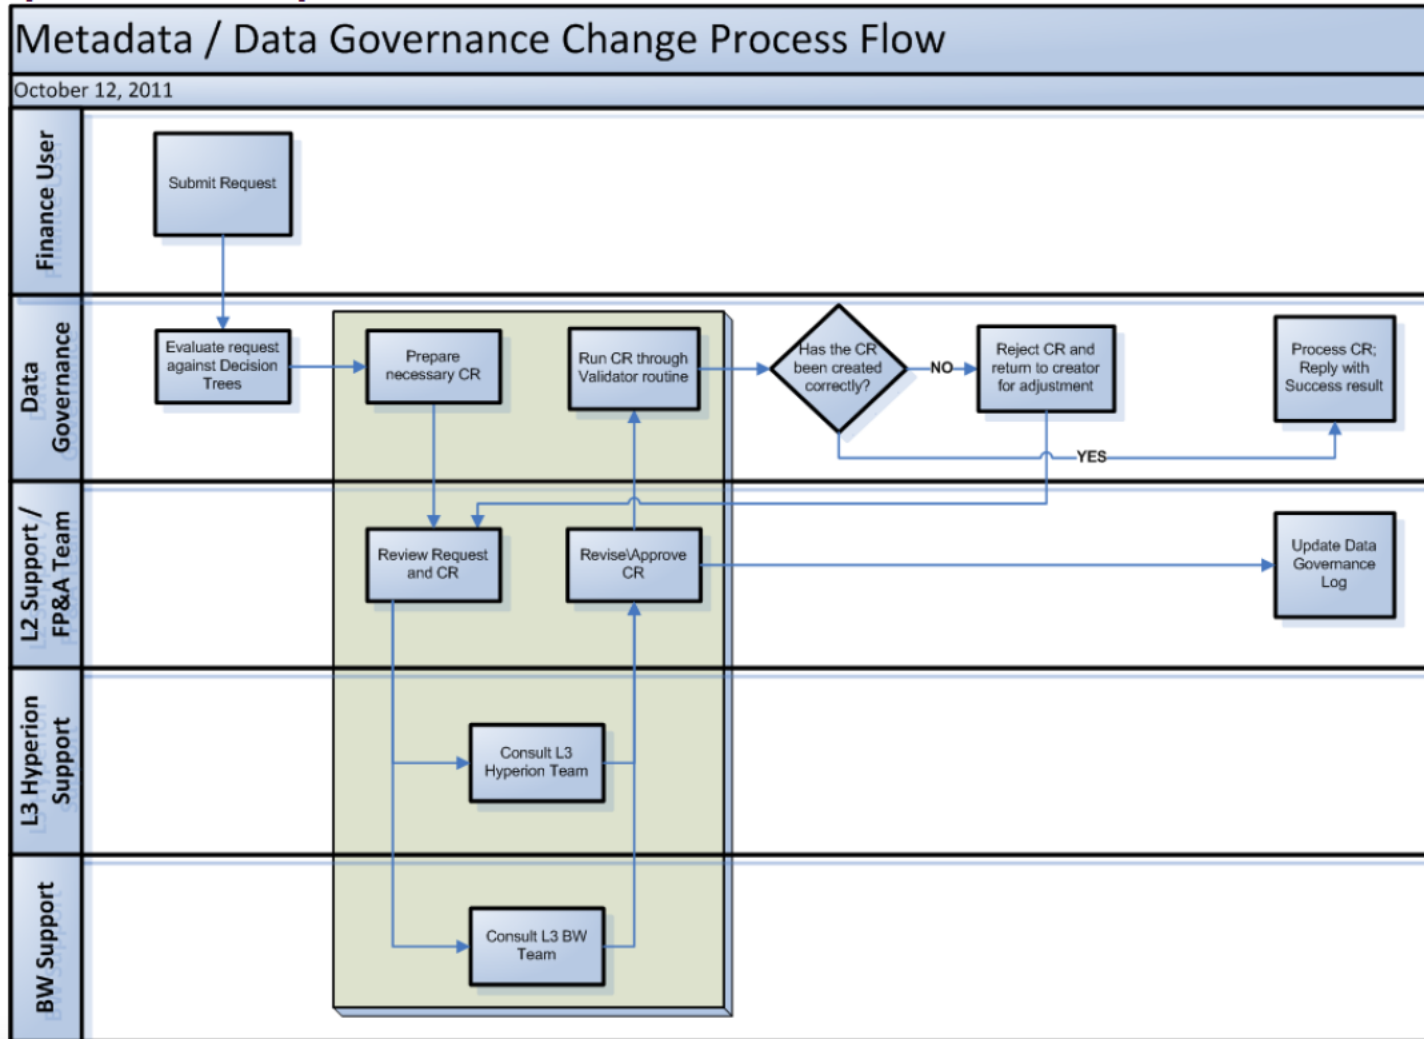 Metadata / Data Governance Change Process Flow
October 12, 2011
Finance User
Submit Request
Data
Governance
Evaluate request
against Decision
Trees
Prepare
necessary CR
Run CR through
Validator routine
Has the CR
been created
correctly?
NO
Reject CR and
return to creator
for adjustment
Process CR;
Reply with
Success result
YES
L2 Support /
FP&A Team
Review Request
and CR
Revise\Approve
CR
Update Data
Governance
Log
L3 Hyperion
Support
Consult L3
Hyperion Team
BW Support
Consult L3 BW
Team